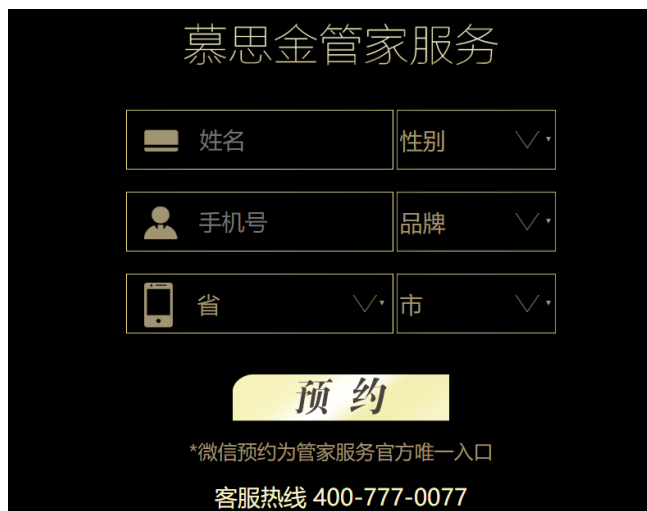 慕思金管家服务
姓名 性别
手机号 品牌
省 市
预约
*微信预约为管家服务官方唯一入口
客服热线 400-777-0077